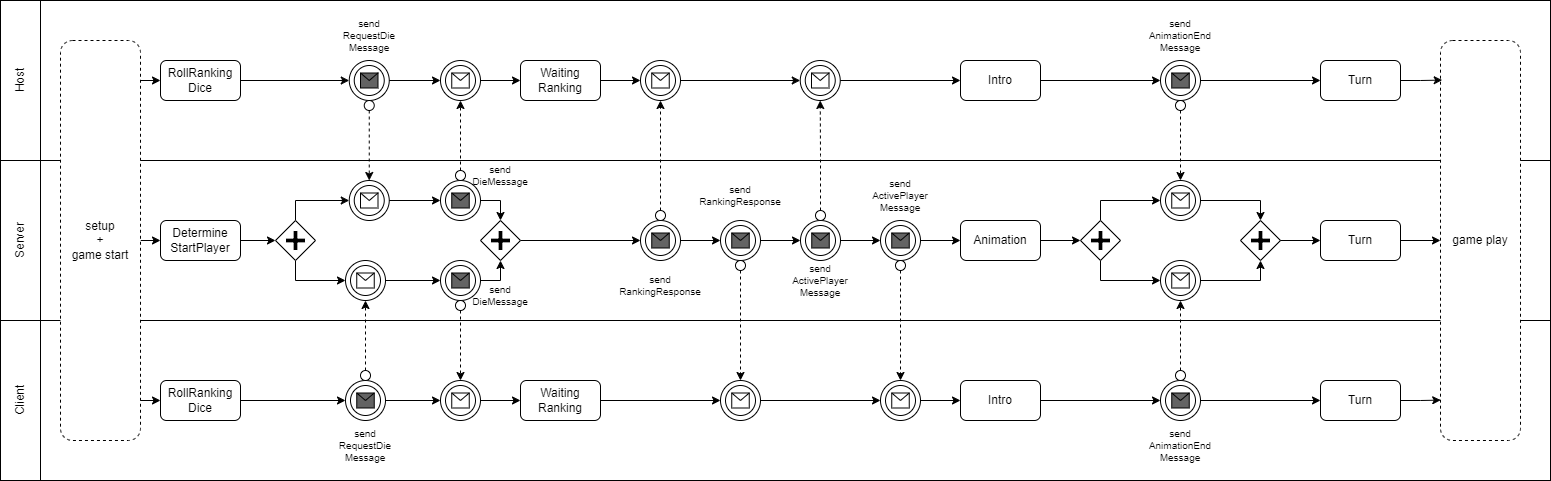 Host
send
RequestDie
Message
send
AnimationEnd
Message
RollRanking
Dice
Waiting
Ranking
Intro
Turn
Server
setup
+
game start
send
DieMessage
send
RankingResponse
send
ActivePlayer
Message
Determine
StartPlayer
Animation
Turn
game play
send
DieMessage
send
RankingResponse
send
ActivePlayer
Message
Client
RollRanking
Dice
Waiting
Ranking
Intro
Turn
send
RequestDie
Message
send
AnimationEnd
Message